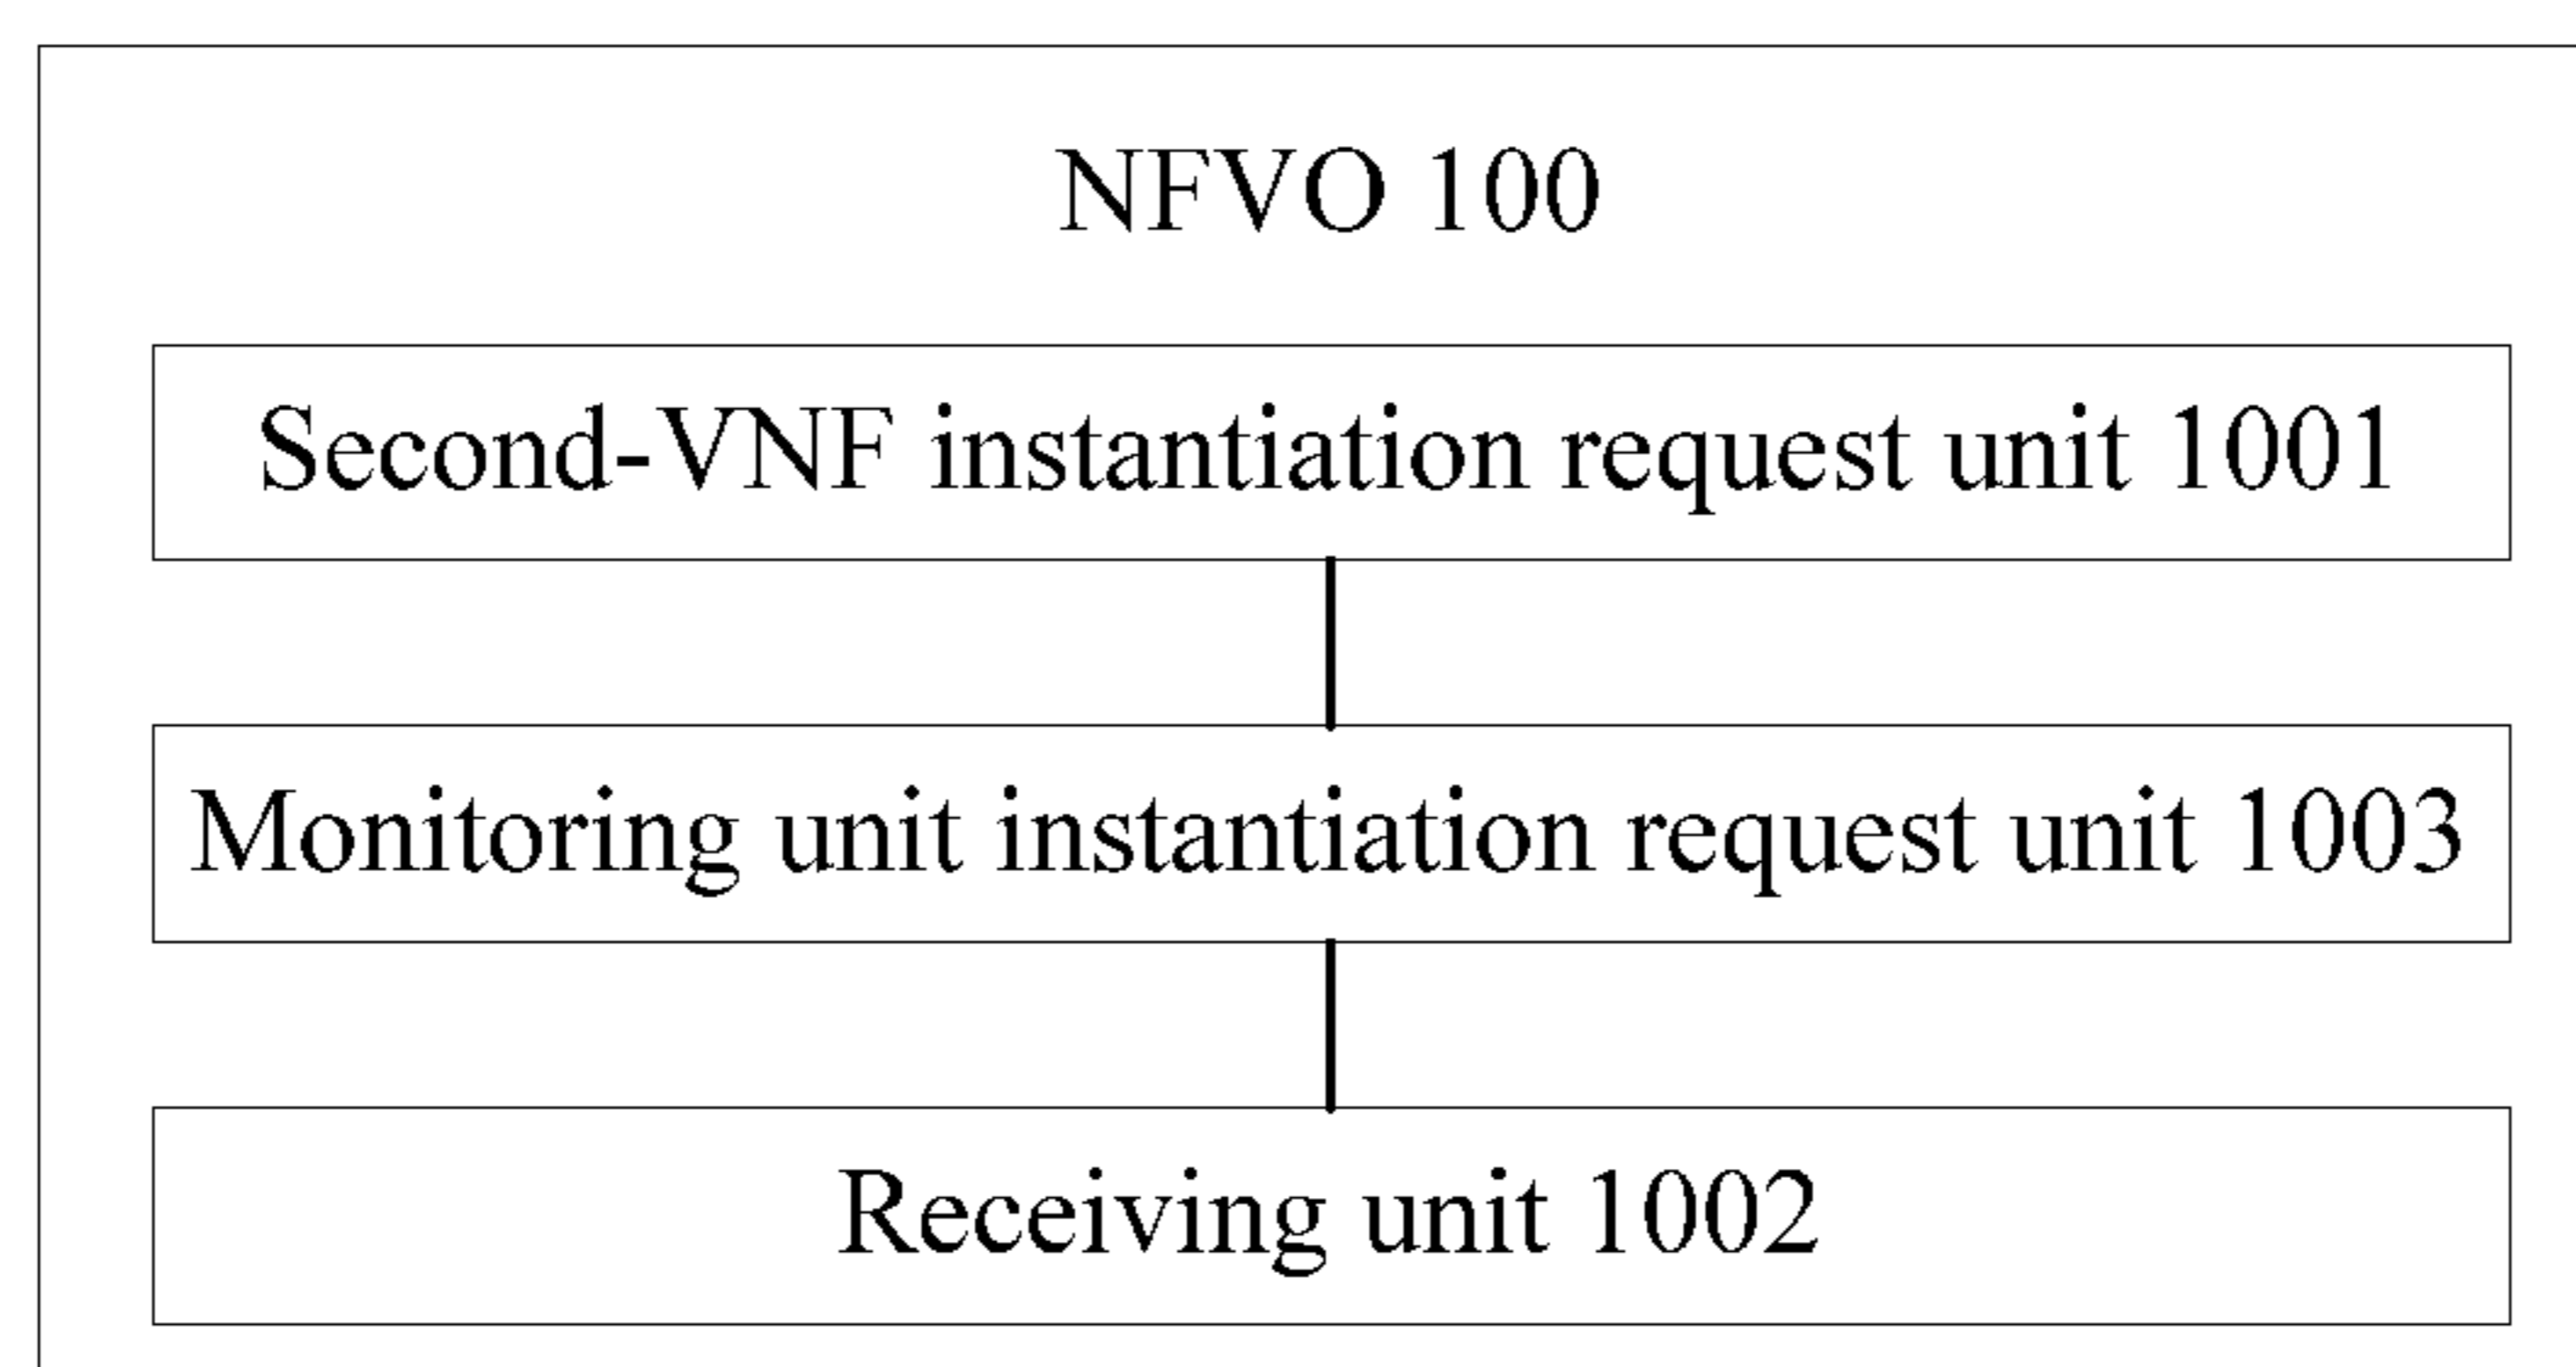 NFVO 100
Second-VNF instantiation request unit 1001
Monitoring unit instantiation request unit 1003
Receiving unit 1002